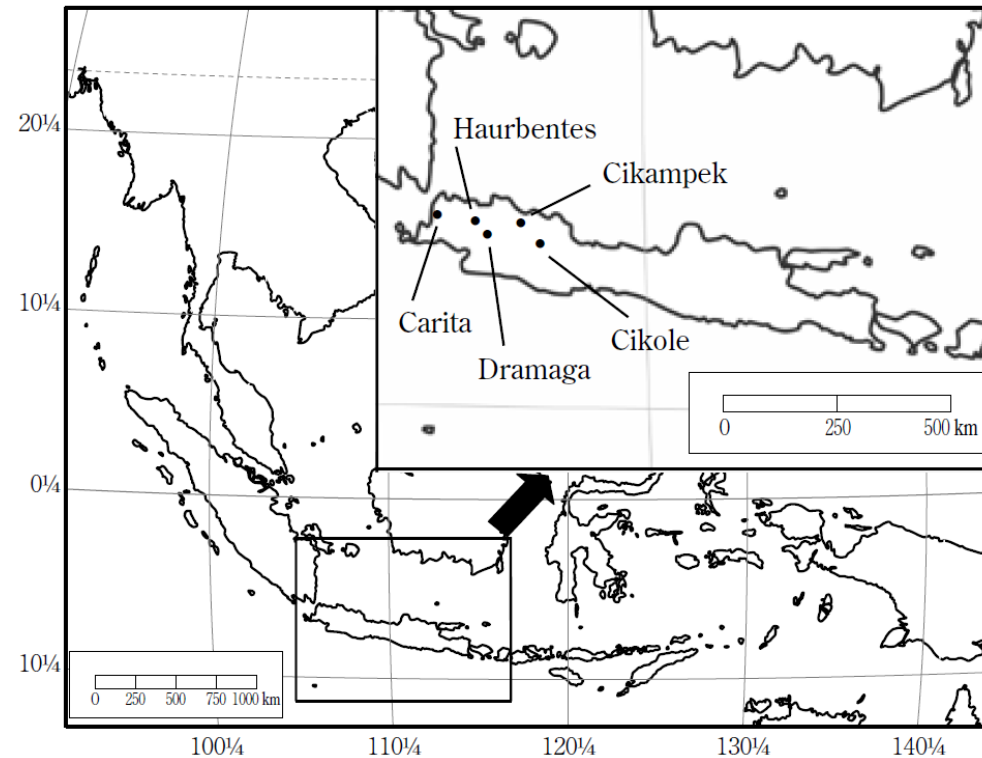 20¼
10¼
0¼
10¼
100¼
110¼
120¼
130¼
140¼
Haurbentes
Cikampek
Carita
Cikole
Dramaga
0 250 500 km
0 250 500 750 1000 km